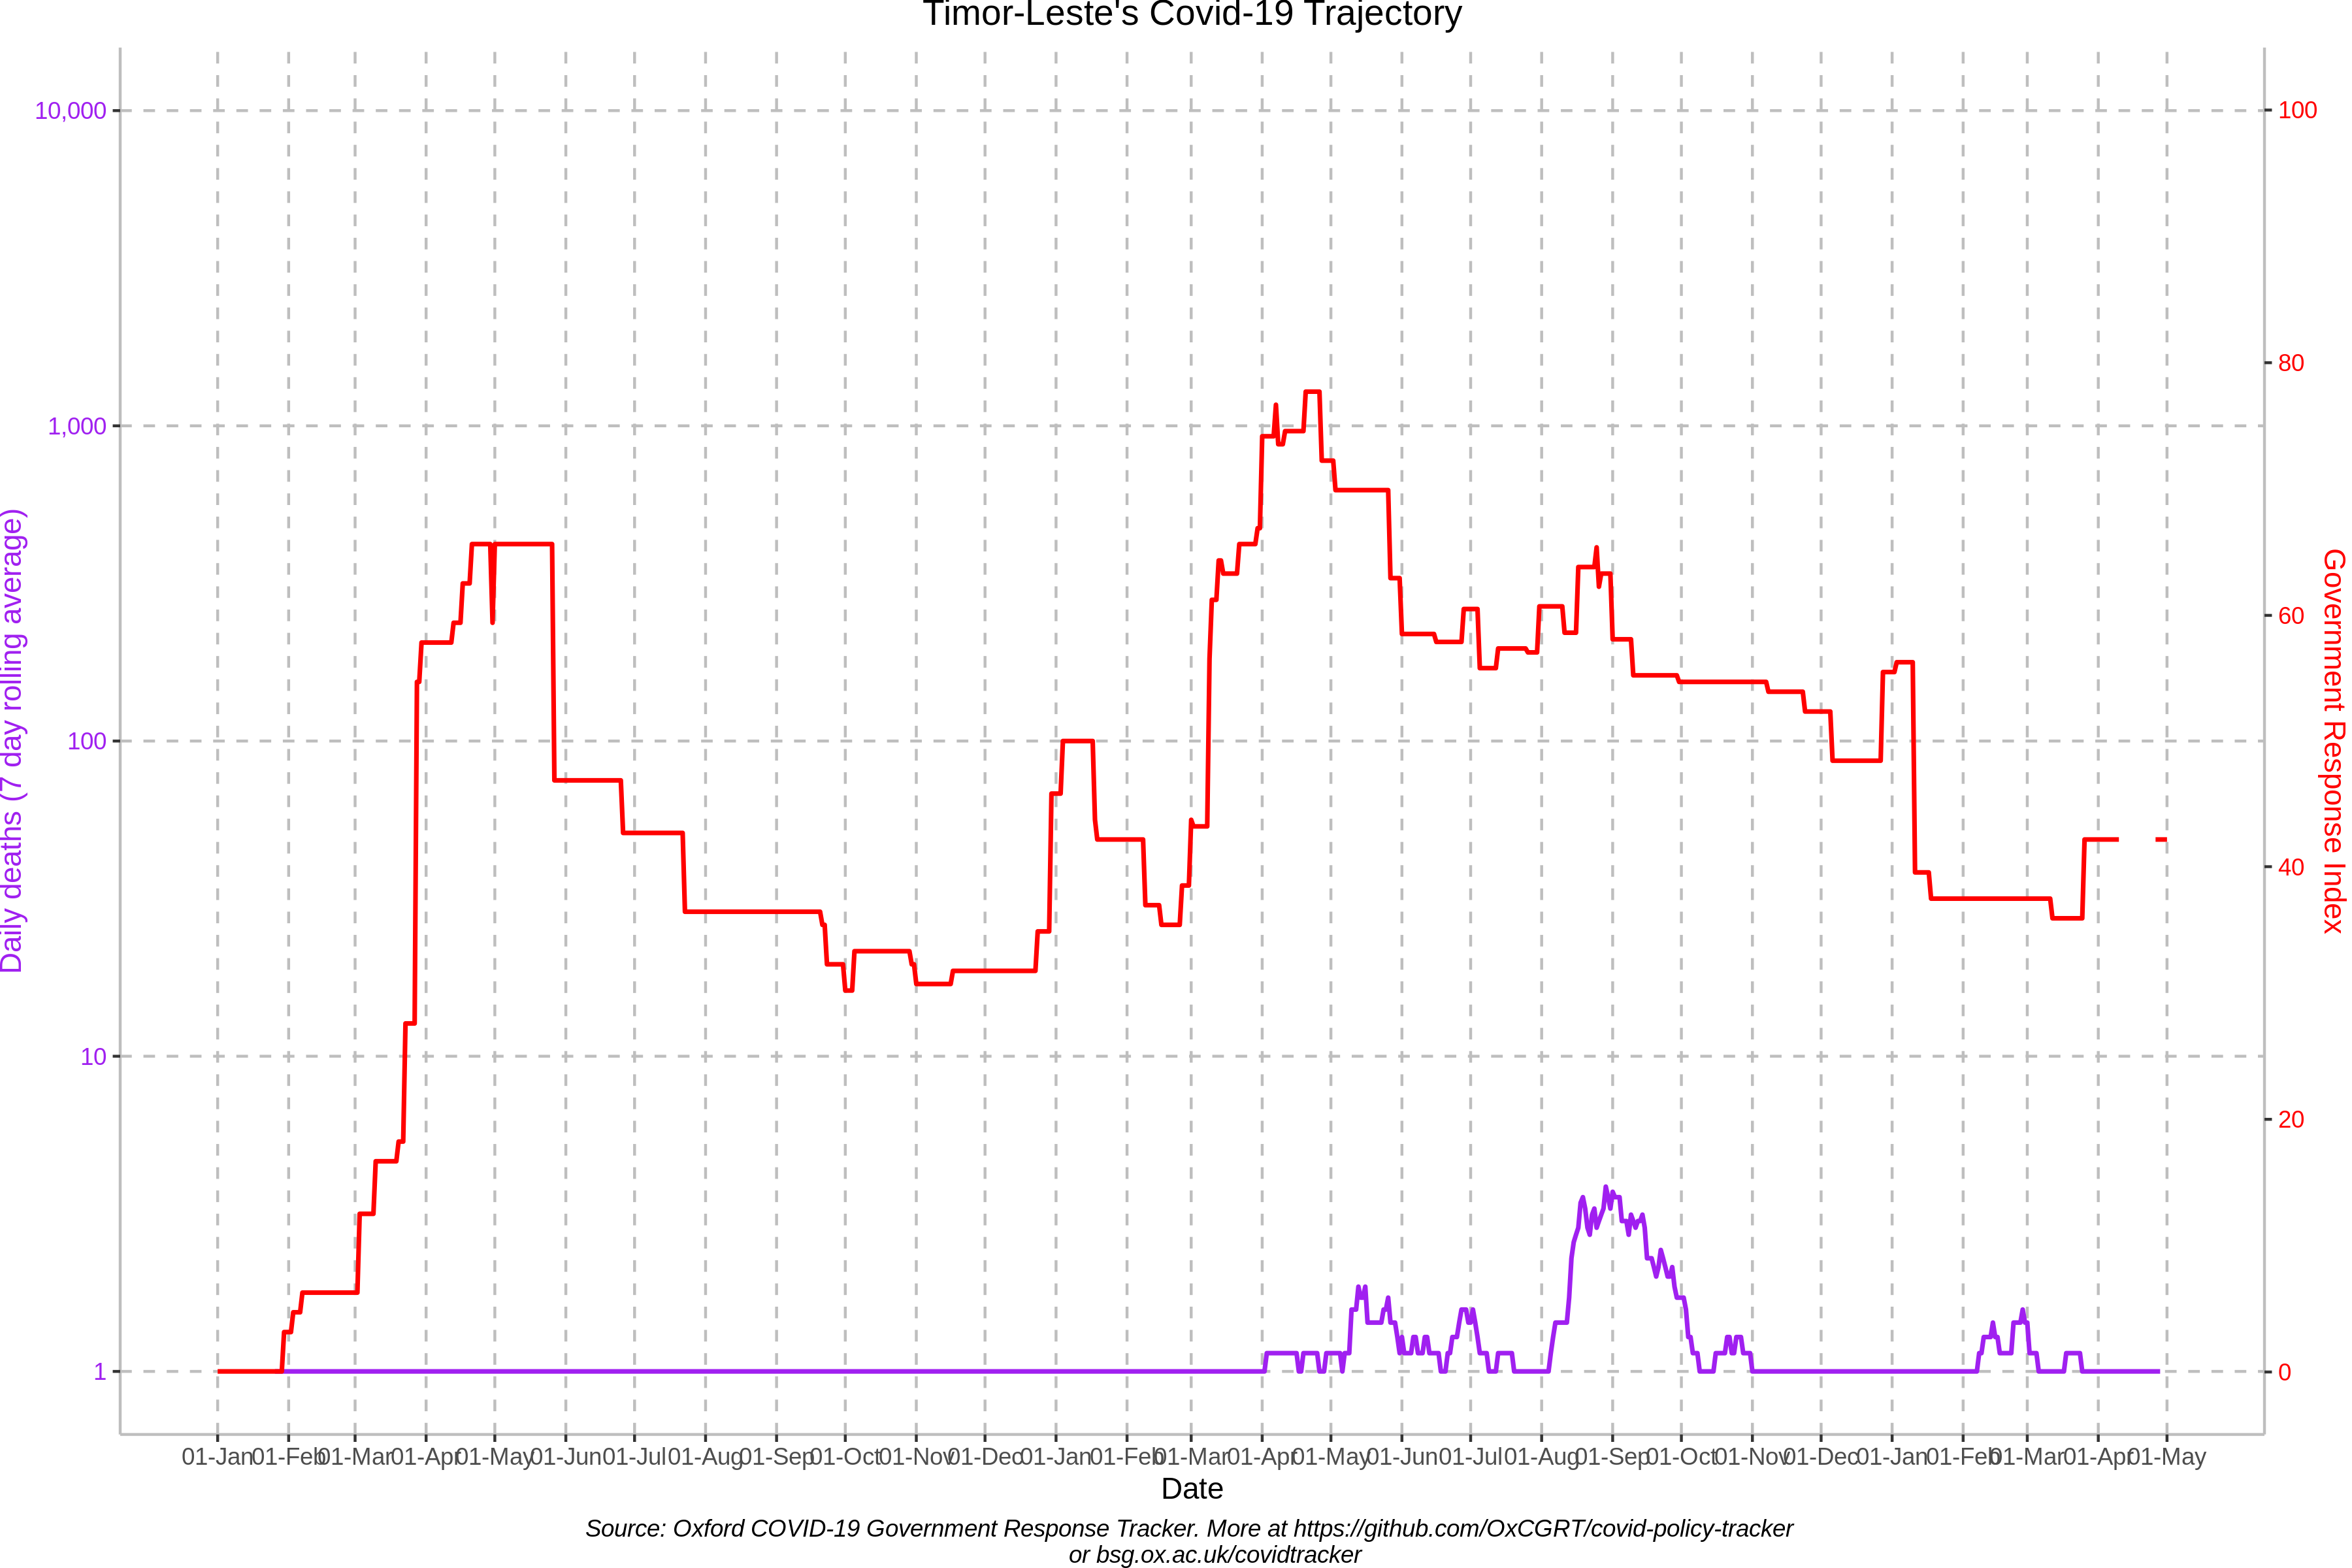 Timor-Leste's Covid-19 Trajectory
10,000
1,000
100
10
1
Daily deaths (7 day rolling average)
100
80
60
40
20
0
Government Response Index
01-Jan 01-Feb 01-Mar 01-Apr 01-May 01-Jun 01-Jul 01-Aug 01-Sep 01-Oct 01-Nov 01-Dec 01-Jan 01-Feb 01-Mar 01-Apr 01-May 01-Jun 01-Jul 01-Aug 01-Sep 01-Oct 01-Nov 01-Dec 01-Jan 01-Feb 01-Mar 01-Apr 01-May
Date
Source: Oxford COVID-19 Government Response Tracker. More at https://github.com/OxCGRT/covid-policy-tracker
or bsg.ox.ac.uk/covidtracker